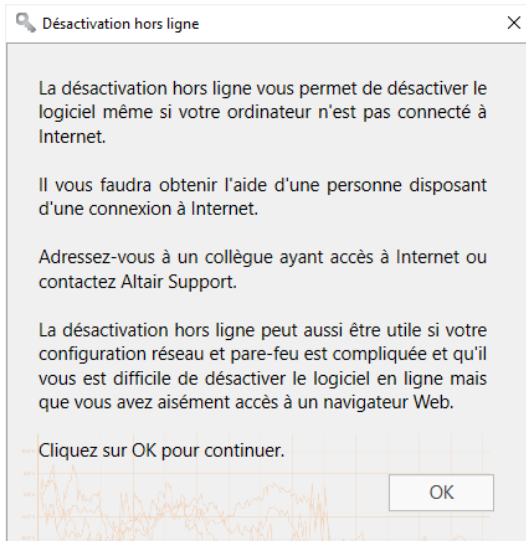 Désactivation hors ligne
La désactivation hors ligne vous permet de désactiver le
logiciel même si votre ordinateur n'est pas connecté à
Internet.
Il vous faudra obtenir l'aide d'une personne disposant
d'une connexion à Internet.
Adressez-vous à un collègue ayant accès à Internet ou
contactez Altair Support.
La désactivation hors ligne peut aussi être utile si votre
configuration réseau et pare-feu est compliquée et qu'il
vous est difficile de désactiver le logiciel en ligne mais
que vous avez aisément accès à un navigateur Web.
Cliquez sur OK pour continuer.
OK